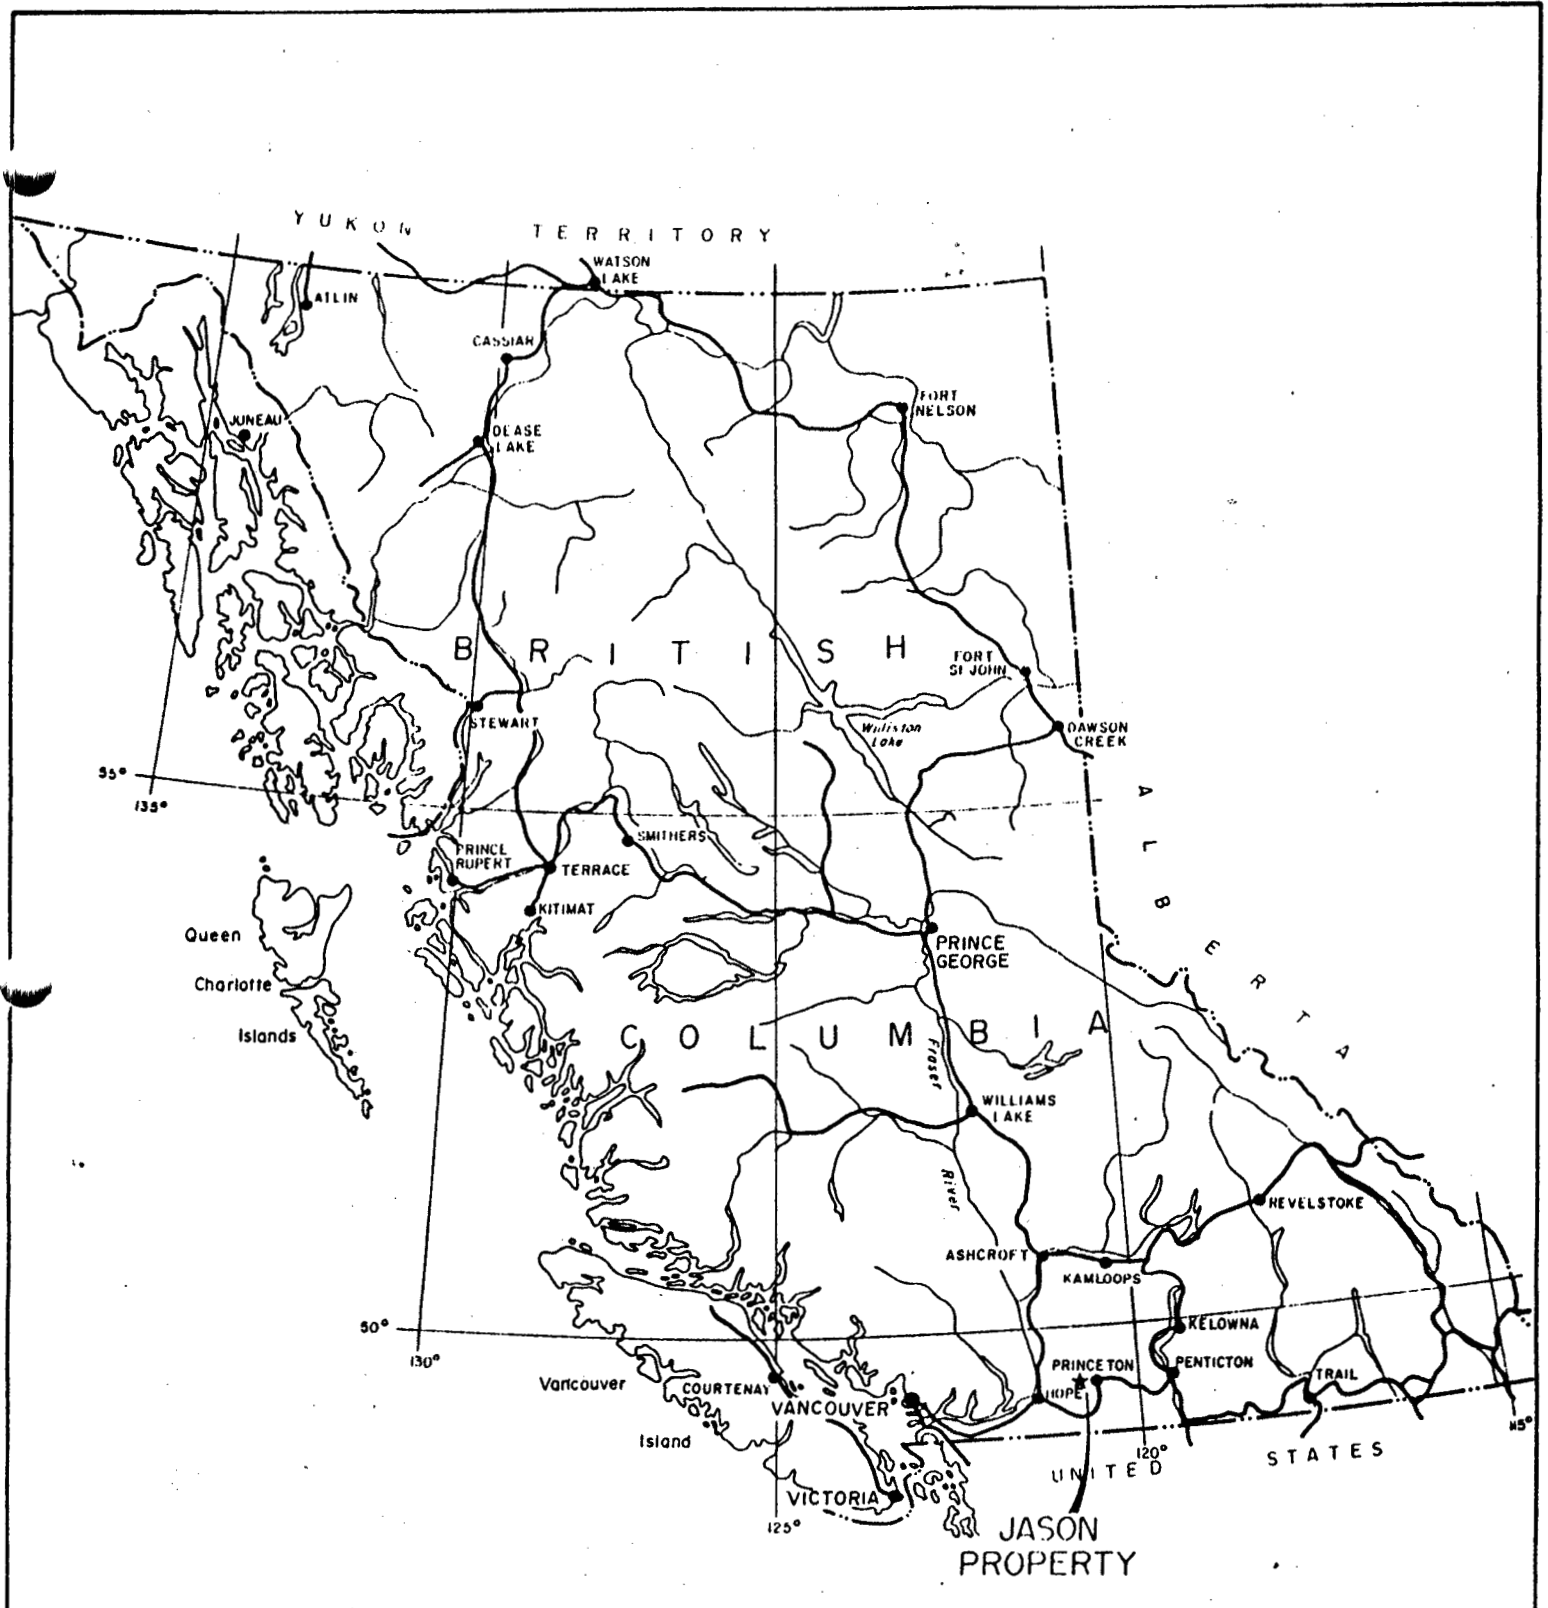 YUKON TERRITORY
WATSON
LAKE
ATLIN
CASSIAR
FORT
NELSON
JUNEAU
DEASE
LAKE
BRITISH
FORT
ST JOHN
STEWART
Williston
Lake
DAWSON
CREEK
55°
135°
ALBERTA
SMITHERS
PRINCE
RUPERT
TERRACE
KITIMAT
Queen
Charlotte
Islands
PRINCE
GEORGE
COLUMBIA
Fraser
River
WILLIAMS
LAKE
REVELSTOKE
ASHCROFT
KAMLOOPS
50°
130°
KELOWNA
PRINCETON
PENTICTON
HOPE
TRAIL
Vancouver
Island
COURTENAY
VANCOUVER
115°
120°
UNITED STATES
VICTORIA
125°
JASON
PROPERTY